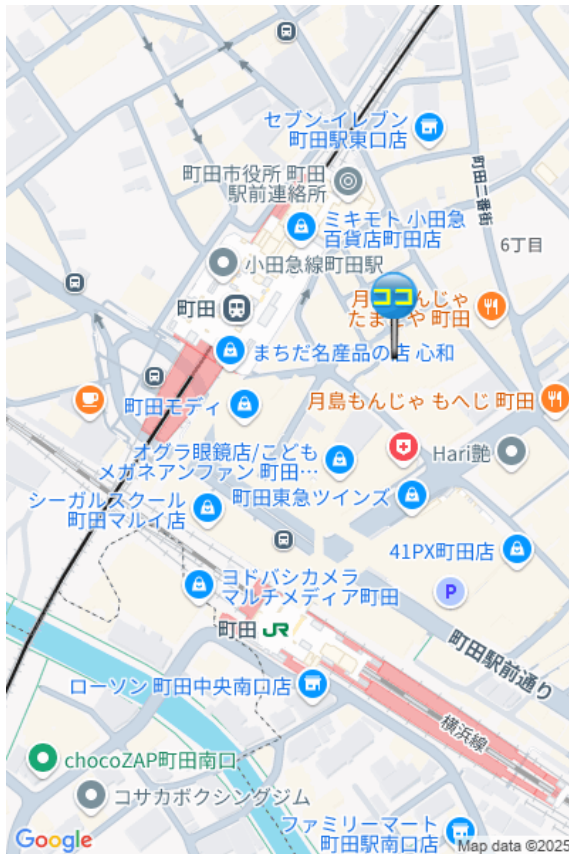 セブン-イレブン
町田駅東口店
町田市役所 町田
駅前連絡所
町田二番街
ミキモト 小田急
百貨店町田店
6丁目
小田急線町田駅
町田
ココ
月
んじゃ
たま
や 町田
まちだ名産品の店 心和
町田モディ
月島もんじゃ もへじ 町田
オグラ眼鏡店/こども
メガネアンファン 町田…
Hari艶
シーガルスクール
町田マルイ店
町田東急ツインズ
41PX町田店
ヨドバシカメラ
マルチメディア町田
P
町田 JR
町田駅前通り
ローソン 町田中央南口店
横浜線
chocoZAP町田南口
コサカボクシングジム
ファミリーマート
町田駅南口店
Google
Map data ©2025